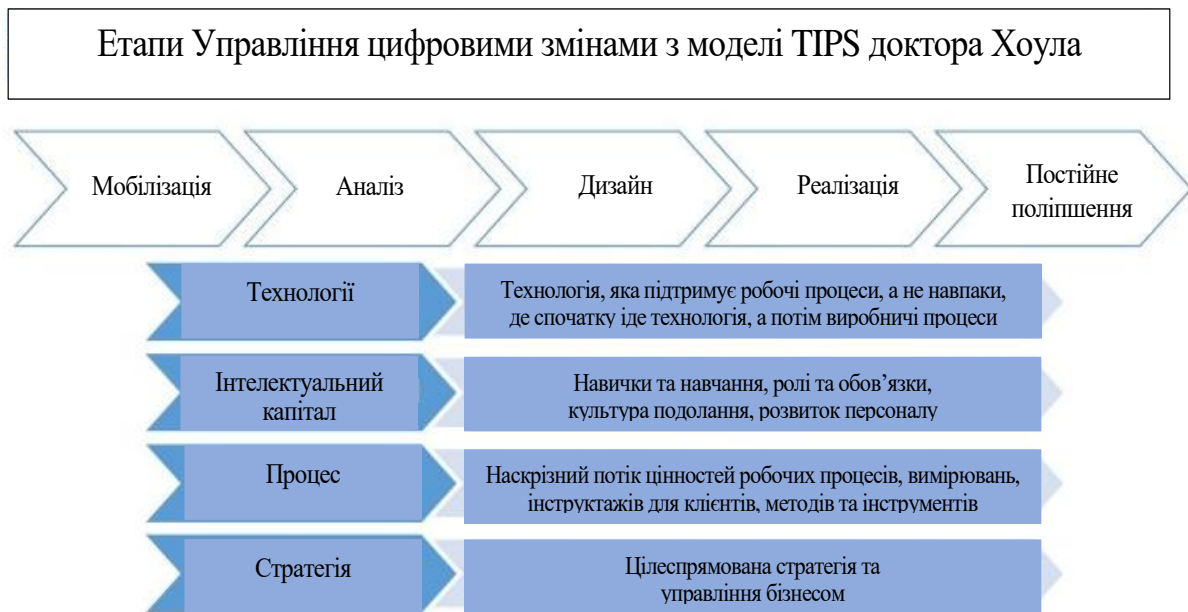 Етапи Управління цифровими змінами з моделі TIPS доктора Хоула
Мобілізація
Аналіз
Дизайн
Реалізація
Постійне
поліпшення
Технології
Технологія, яка підтримує робочі процеси, а не навпаки,
де спочатку іде технологія, а потім виробничі процеси
Інтелектуальний
капітал
Навички та навчання, ролі та обов’язки,
культура подолання, розвиток персоналу
Процес
Наскрізний потік цінностей робочих процесів, вимірювань,
інструктажів для клієнтів, методів та інструментів
Стратегія
Цілеспрямована стратегія та
управління бізнесом